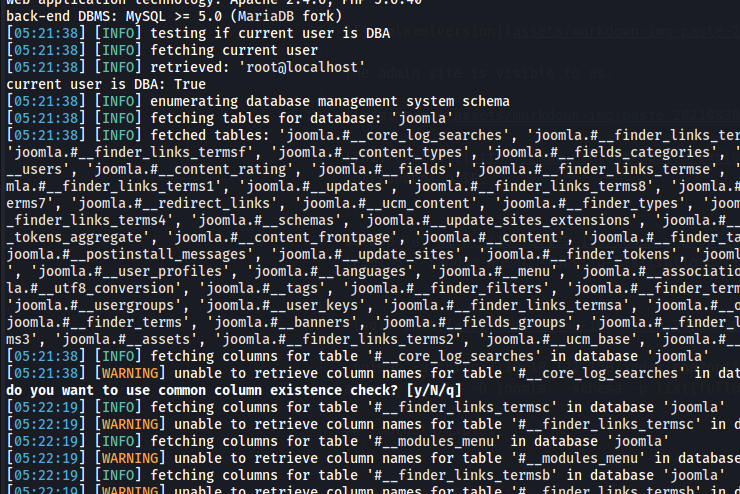 web application technology: Apache 2.4.6, PHP 5.6.40
back-end DBMS: MySQL >= 5.0 (MariaDB fork)
[05:21:38] [INFO] testing if current user is DBA
[05:21:38] [INFO] fetching current user
[05:21:38] [INFO] retrieved: 'root@localhost'
current user is DBA: True
[05:21:38] [INFO] enumerating database management system schema
[05:21:38] [INFO] fetching tables for database: 'joomla'
[05:21:38] [INFO] fetched tables: 'joomla.#__core_log_searches', 'joomla.#__finder_links_ter
'joomla.#__finder_links_termsf', 'joomla.#__content_types', 'joomla.#__fields_categories', '
__users', 'joomla.#__content_rating', 'joomla.#__fields', 'joomla.#__finder_links_termse', '
mla.#__finder_links_terms1', 'joomla.#__updates', 'joomla.#__finder_links_terms8', 'joomla.#
erms7', 'joomla.#__redirect_links', 'joomla.#__ucm_content', 'joomla.#__finder_types', 'joom
_finder_links_terms4', 'joomla.#__schemas', 'joomla.#__update_sites_extensions', 'joomla.#__
_tokens_aggregate', 'joomla.#__content_frontpage', 'joomla.#__content', 'joomla.#__finder_ta
joomla.#__postinstall_messages', 'joomla.#__update_sites', 'joomla.#__finder_tokens', 'jooml
', 'joomla.#__user_profiles', 'joomla.#__languages', 'joomla.#__menu', 'joomla.#__associatio
la.#__utf8_conversion', 'joomla.#__tags', 'joomla.#__finder_filters', 'joomla.#__finder_term
joomla.#__usergroups', 'joomla.#__user_keys', 'joomla.#__finder_links_termsa', 'joomla.#__o
joomla.#__finder_terms', 'joomla.#__banners', 'joomla.#__fields_groups', 'joomla.#__finder_l
ms3', 'joomla.#__assets', 'joomla.#__finder_links_terms2', 'joomla.#__ucm_base', 'joomla.#__
[05:21:38] [INFO] fetching columns for table '#__core_log_searches' in database 'joomla'
[05:21:38] [WARNING] unable to retrieve column names for table '#__core_log_searches' in dat
do you want to use common column existence check? [y/N/q]
[05:22:19] [INFO] fetching columns for table '#__finder_links_termsc' in database 'joomla'
[05:22:19] [WARNING] unable to retrieve column names for table '#__finder_links_termsc' in d
[05:22:19] [INFO] fetching columns for table '#__modules_menu' in database 'joomla'
[05:22:19] [WARNING] unable to retrieve column names for table '#__modules_menu' in database
[05:22:19] [INFO] fetching columns for table '#__finder_links_termsb' in database 'joomla'
[05:22:19] [WARNING] unable to retrieve column names for table '#__finder_links_termsb' in d